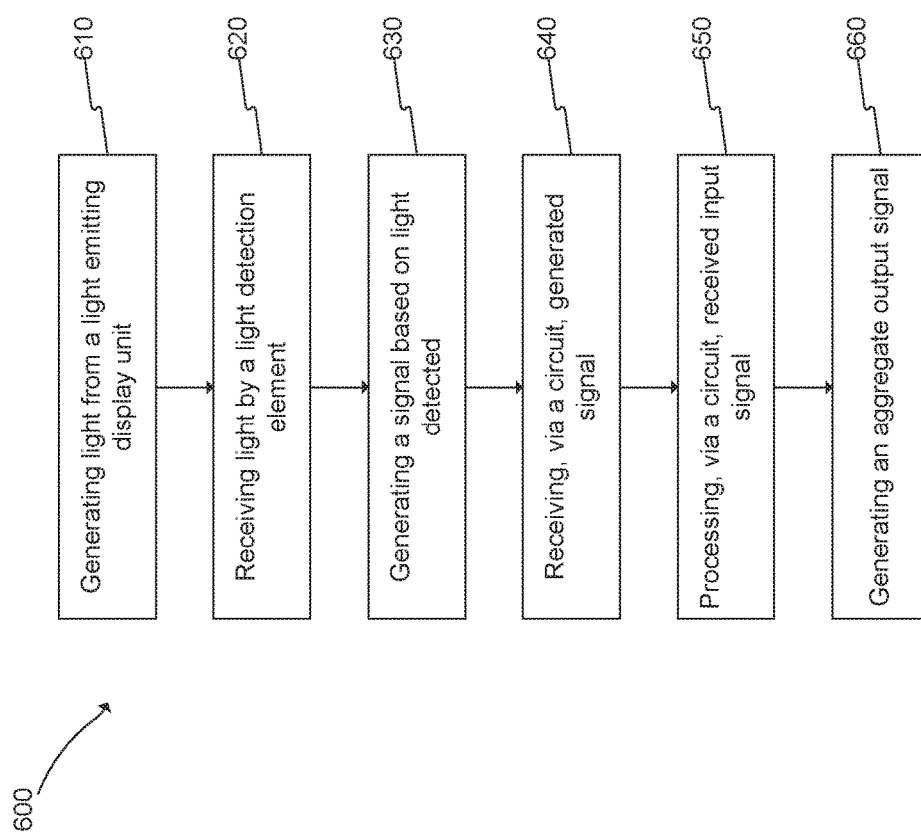 600
Generating light from a light emitting
display unit
610
Receiving light by a light detection
element
620
Generating a signal based on light
detected
630
Receiving, via a circuit, generated
signal
640
Processing, via a circuit, received input
signal
650
Generating an aggregate output signal
660